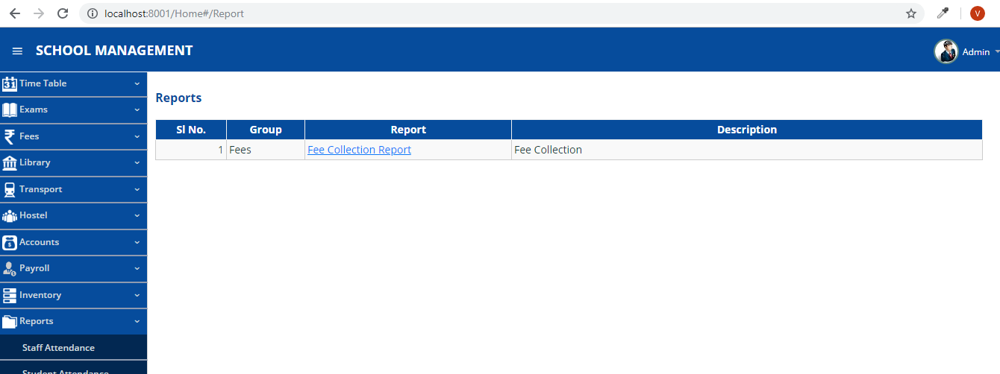 localhost:8001/Home#/Report
V
SCHOOL MANAGEMENT
Admin
31 Time Table
Exams
Fees
Library
Transport
Hostel
Accounts
Payroll
Inventory
Reports
Staff Attendance
Student Attendance
Reports
Sl No. Group Report Description
1 Fees Fee Collection Report Fee Collection